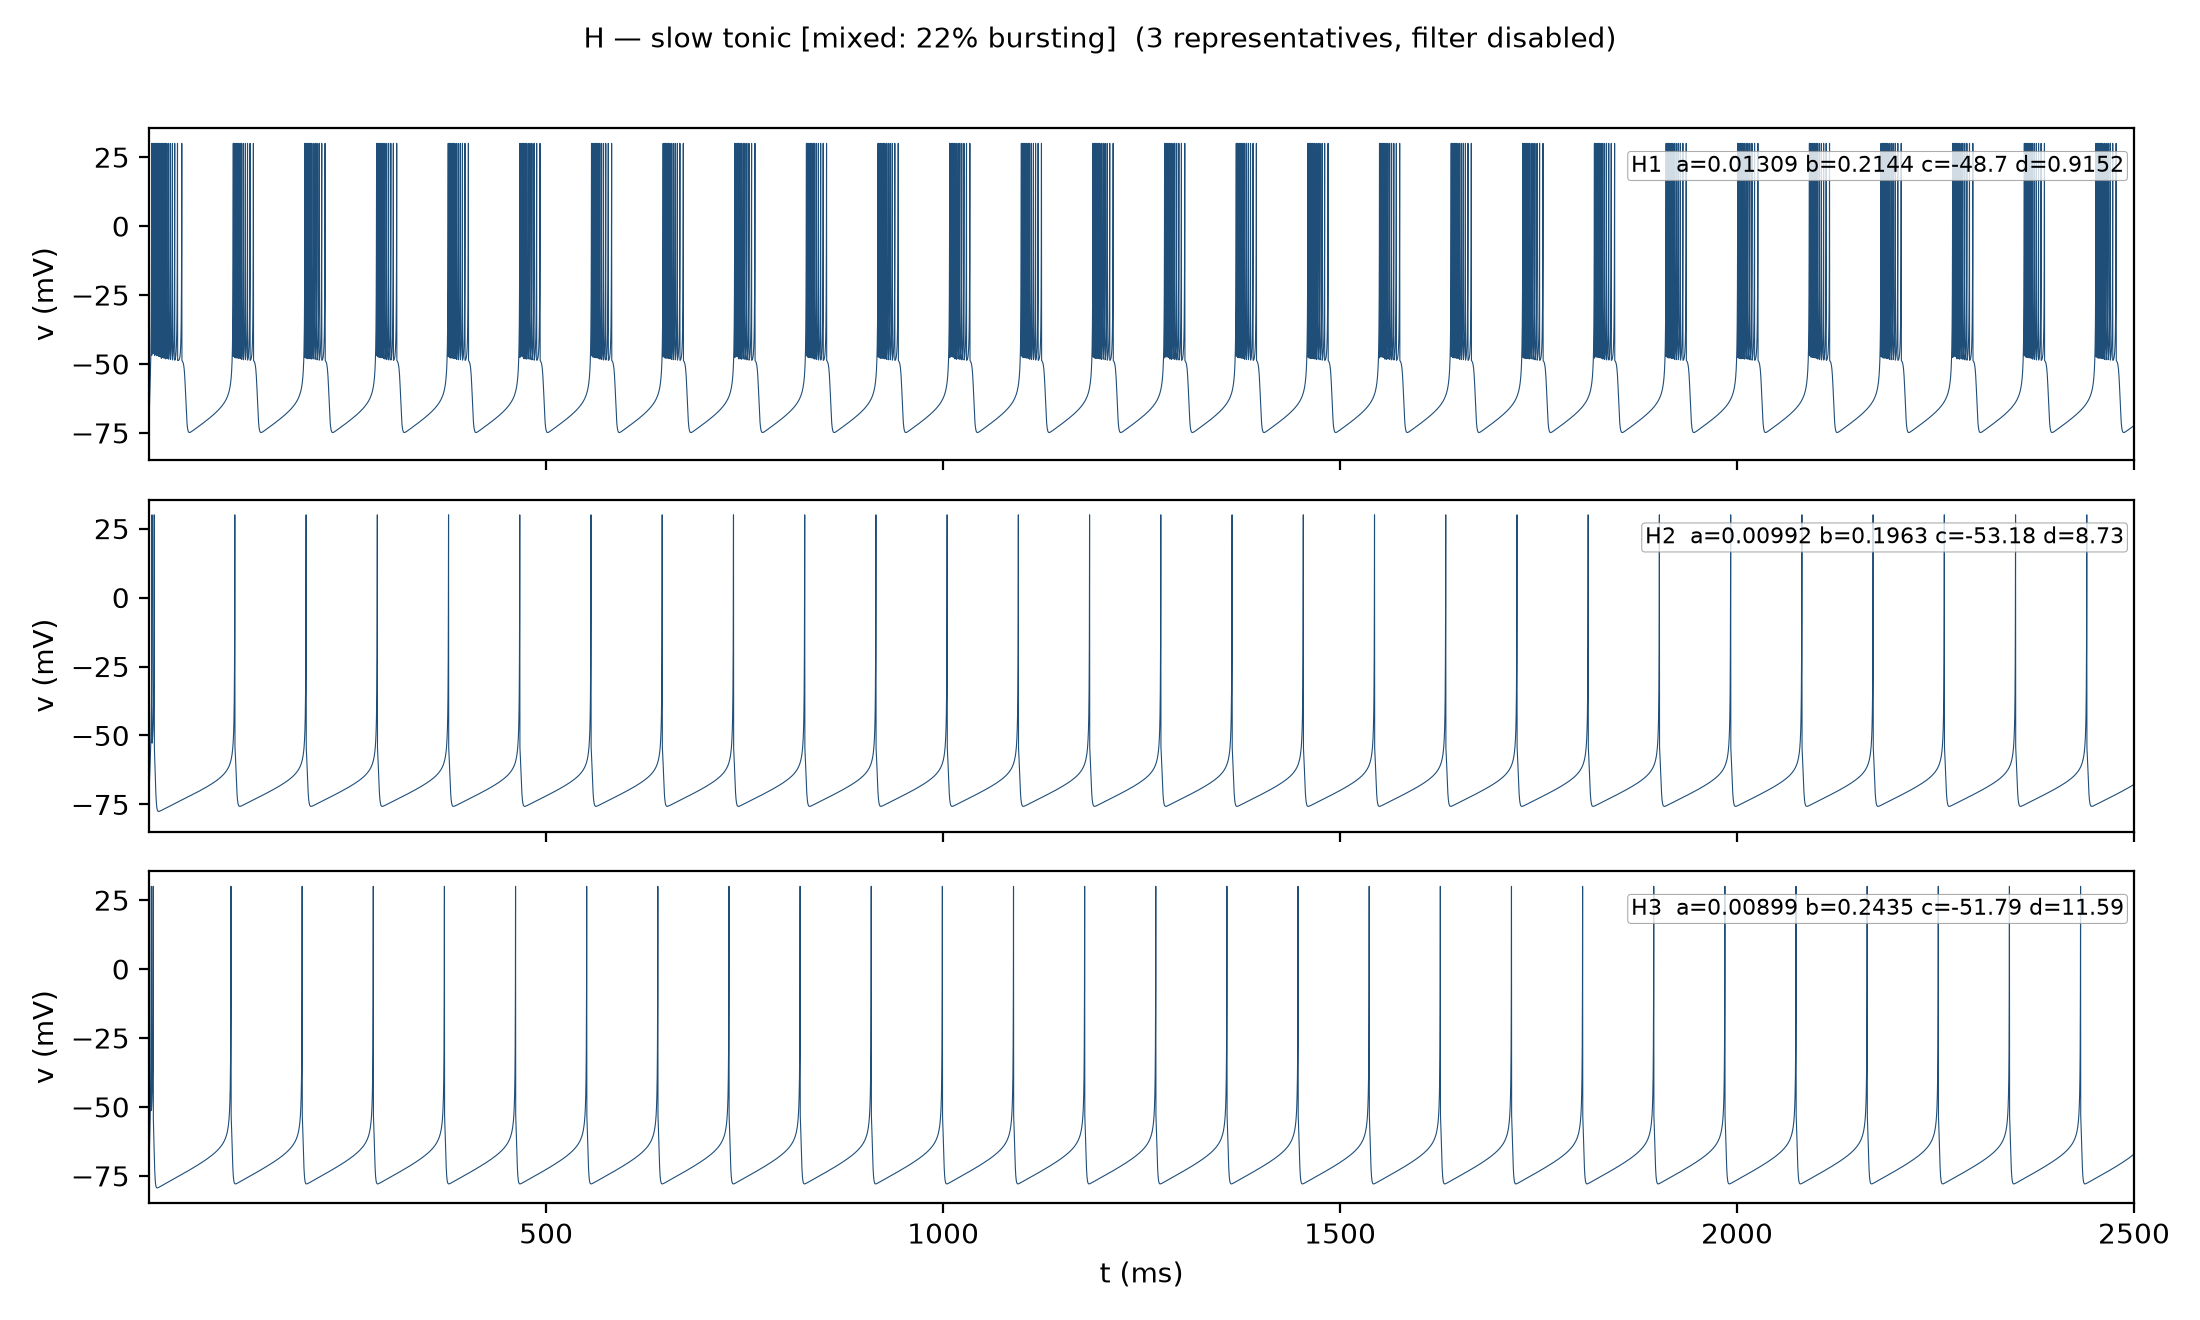 H — slow tonic [mixed: 22% bursting]  (3 representatives, filter disabled)
25
0
−25
−50
−75
v (mV)
H1  a=0.01309 b=0.2144 c=-48.7 d=0.9152
25
0
−25
−50
−75
v (mV)
H2  a=0.00992 b=0.1963 c=-53.18 d=8.73
25
0
−25
−50
−75
v (mV)
H3  a=0.00899 b=0.2435 c=-51.79 d=11.59
500 1000 1500 2000 2500
t (ms)